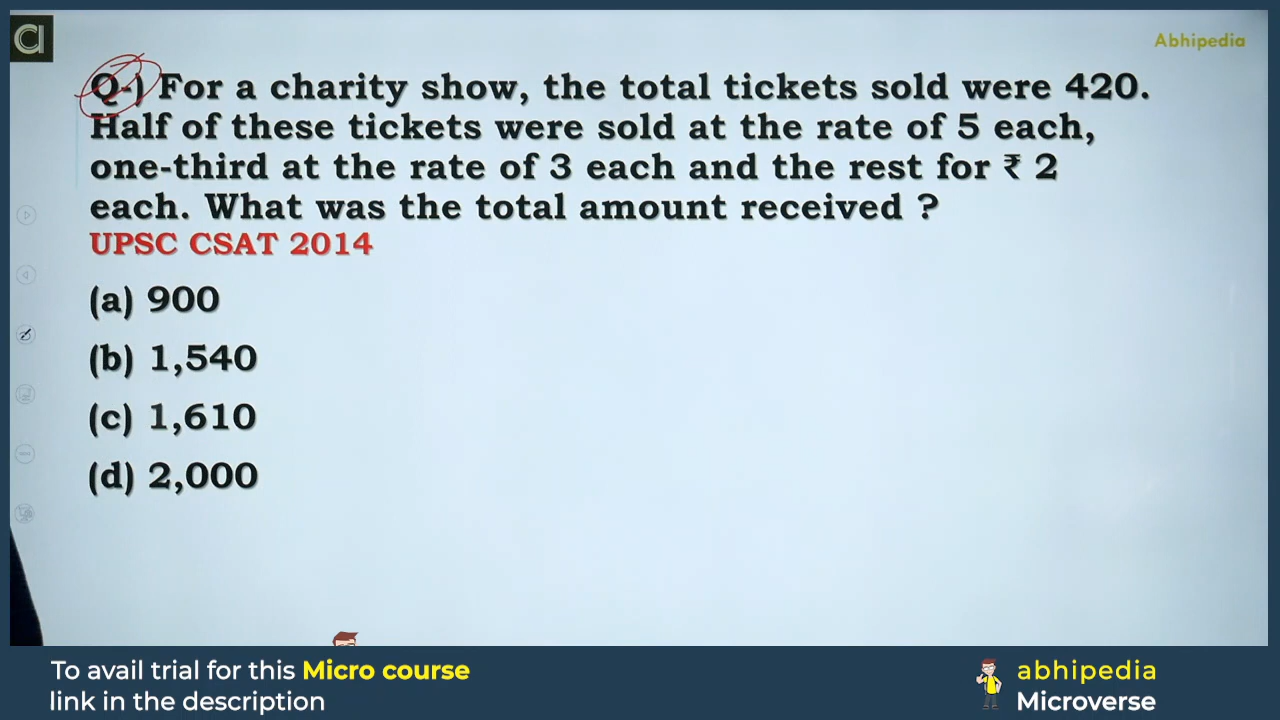 Abhipedia
Q-) For a charity show, the total tickets sold were 420.
Half of these tickets were sold at the rate of 5 each,
one-third at the rate of 3 each and the rest for ₹ 2
each. What was the total amount received ?
UPSC CSAT 2014
(a) 900
(b) 1,540
(c) 1,610
(d) 2,000
To avail trial for this Micro course
link in the description
abhipedia
Microverse